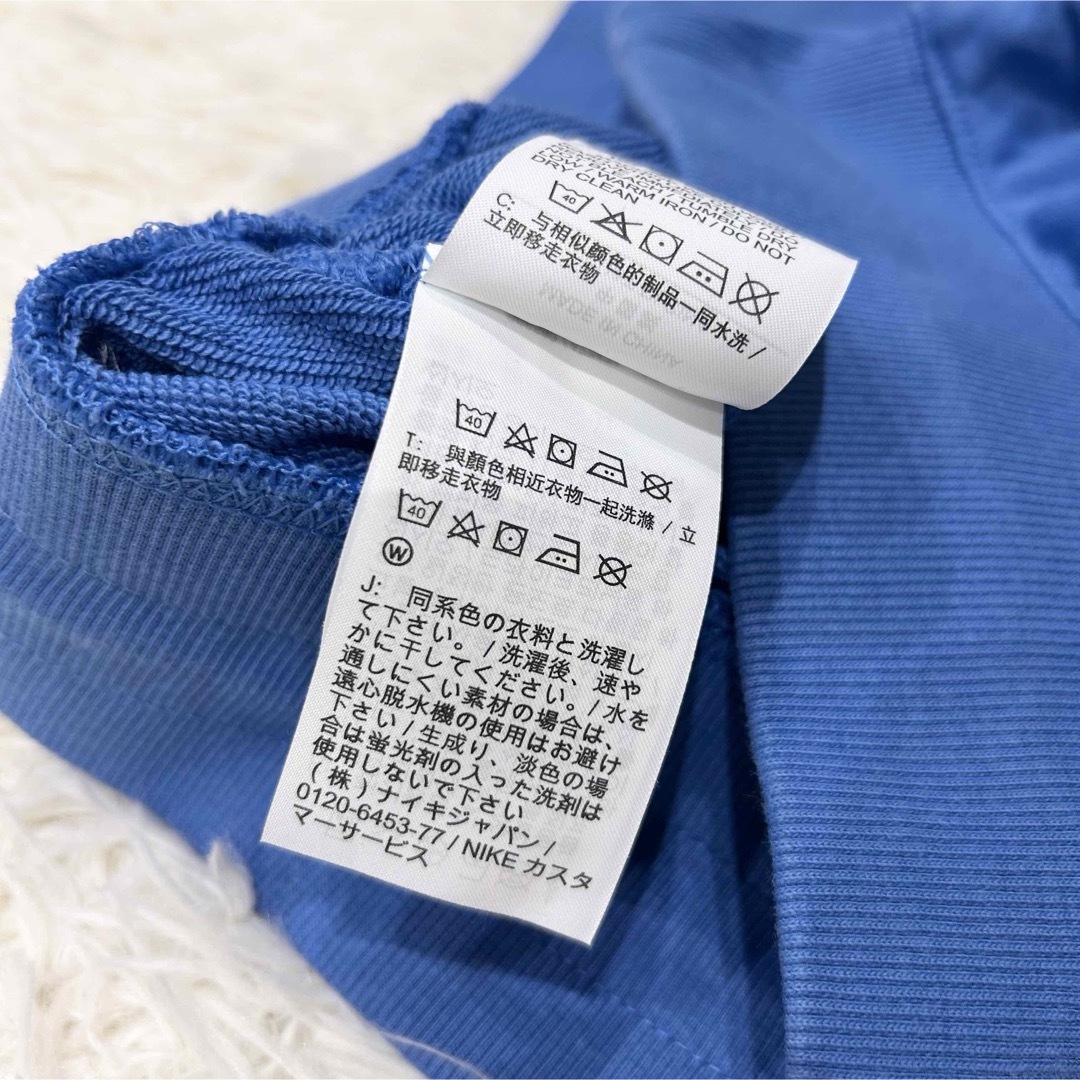 LOW / WARM IRON / DO NOT
DRY CLEAN
40
C: 与相似颜色的制品一同水洗 /
立即移走衣物
MADE IN CHINA
40
T: 與顏色相近衣物一起洗滌 / 立
即移走衣物
40
W
J: 同系色の衣料と洗濯し
て下さい。/ 洗濯後、速や
かに干してください。/ 水を
通しにくい素材の場合は、
遠心脱水機の使用はお避け
下さい / 生成り、淡色の場
合は蛍光剤の入った洗剤は
使用しないで下さい
(株) ナイキジャパン /
0120-6453-77 / NIKE カスタ
マーサービス